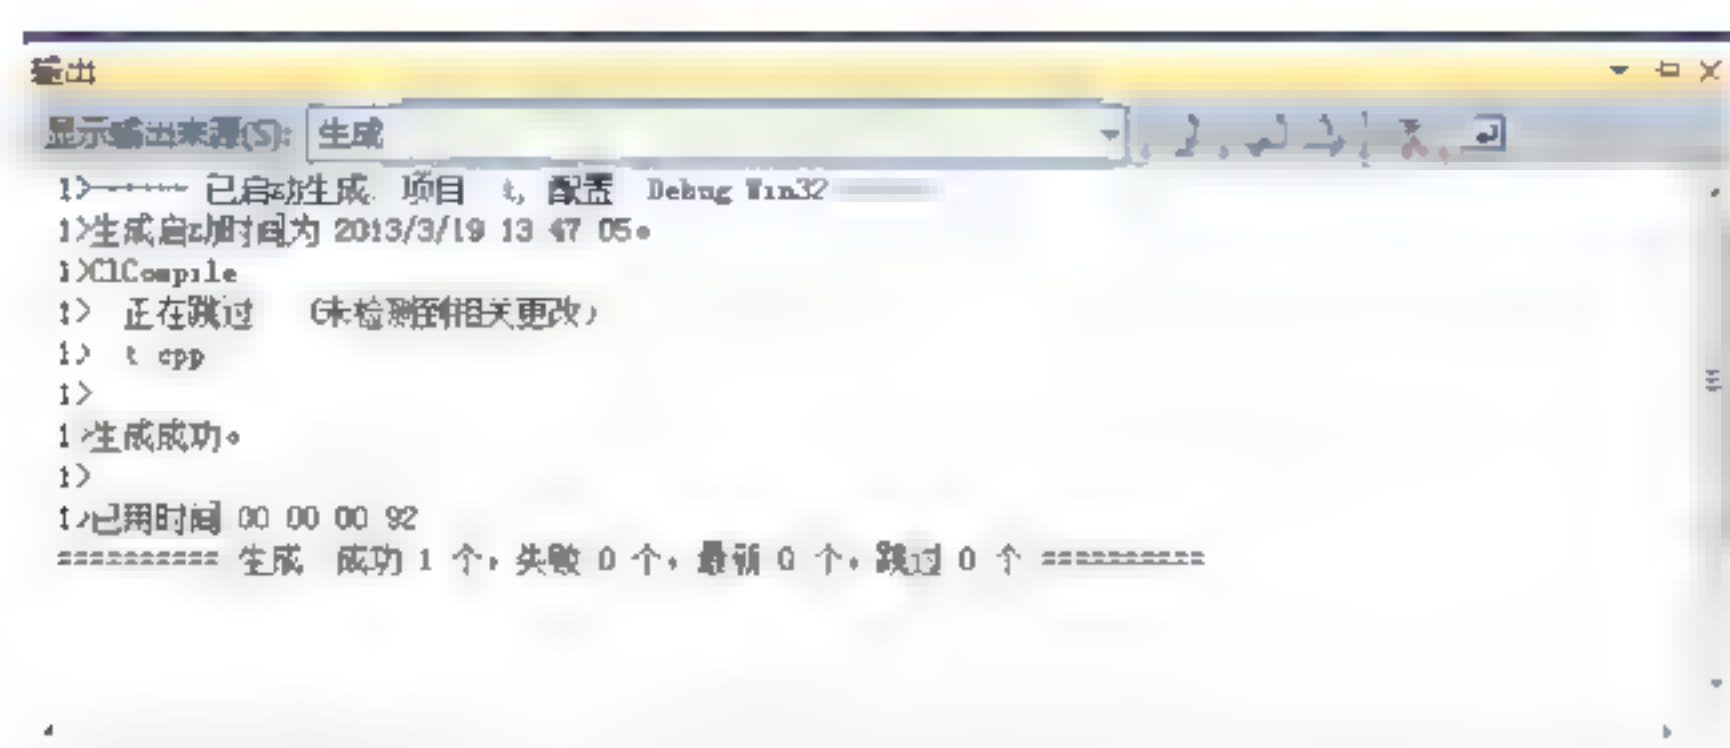 输出
显示输出来源(S): 生成
1>------ 已启动生成 项目 t, 配置 Debug Win32 ------
1>生成启动时间为 2013/3/19 13 47 05。
1>ClCompile
1> 正在跳过 (未检测到相关更改)
1> t cpp
1>
1>生成成功。
1>
1>已用时间 00 00 00 92
========== 生成 成功 1 个，失败 0 个，最新 0 个，跳过 0 个 ==========